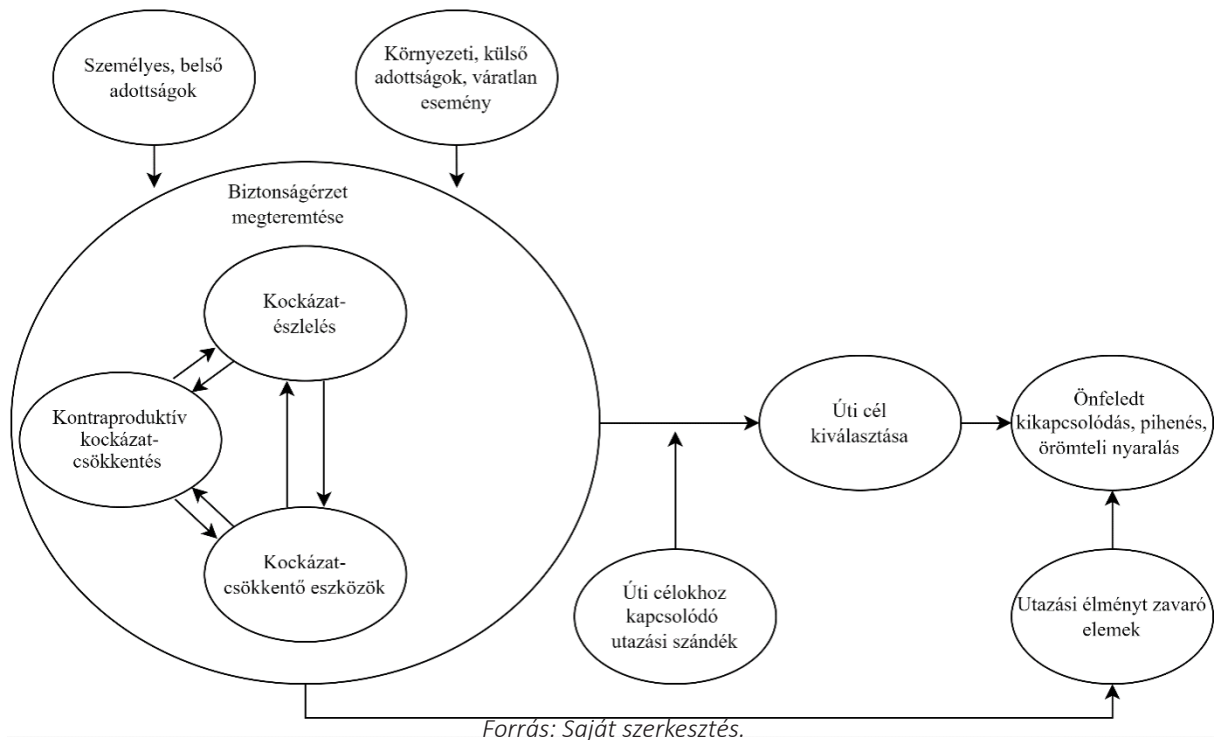 Személyes, belső
adottságok
Környezeti, külső
adottságok, váratlan
esemény
Biztonságérzet
megteremtése
Kockázat-
észlelés
Kontraproduktív
kockázat-
csökkentés
Kockázat-
csökkentő eszközök
Úti cél
kiválasztása
Önfeledt
kikapcsolódás, pihenés,
örömteli nyaralás
Úti célokhoz
kapcsolódó
utazási szándék
Utazási élményt zavaró
elemek
Forrás: Saját szerkesztés.